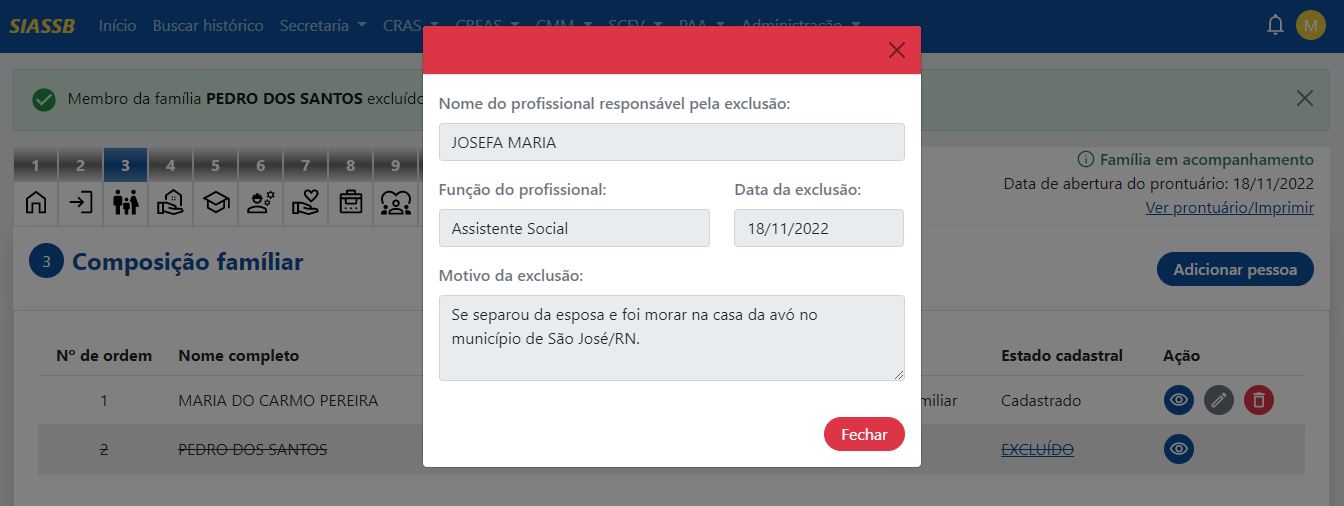 SIASSB Início Buscar histórico Secretaria CRAS CREAS CMM SCFV PAA Administração M
Membro da família PEDRO DOS SANTOS excluído
Nome do profissional responsável pela exclusão:
JOSEFA MARIA
Função do profissional: Data da exclusão:
Assistente Social 18/11/2022
Motivo da exclusão:
Se separou da esposa e foi morar na casa da avó no
município de São José/RN.
Fechar
1 2 3 4 5 6 7 8 9
Família em acompanhamento
Data de abertura do prontuário: 18/11/2022
Ver prontuário/Imprimir
3 Composição famíliar
Adicionar pessoa
Nº de ordem Nome completo Estado cadastral Ação
1 MARIA DO CARMO PEREIRA miliar Cadastrado
2 PEDRO DOS SANTOS EXCLUÍDO